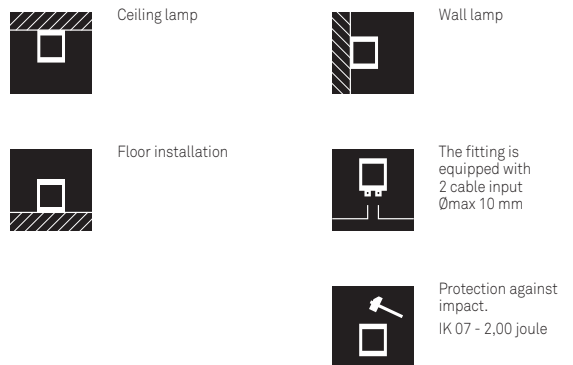 Ceiling lamp
Wall lamp
Floor installation
The fitting is
equipped with
2 cable input
Ømax 10 mm
Protection against
impact.
IK 07 - 2,00 joule